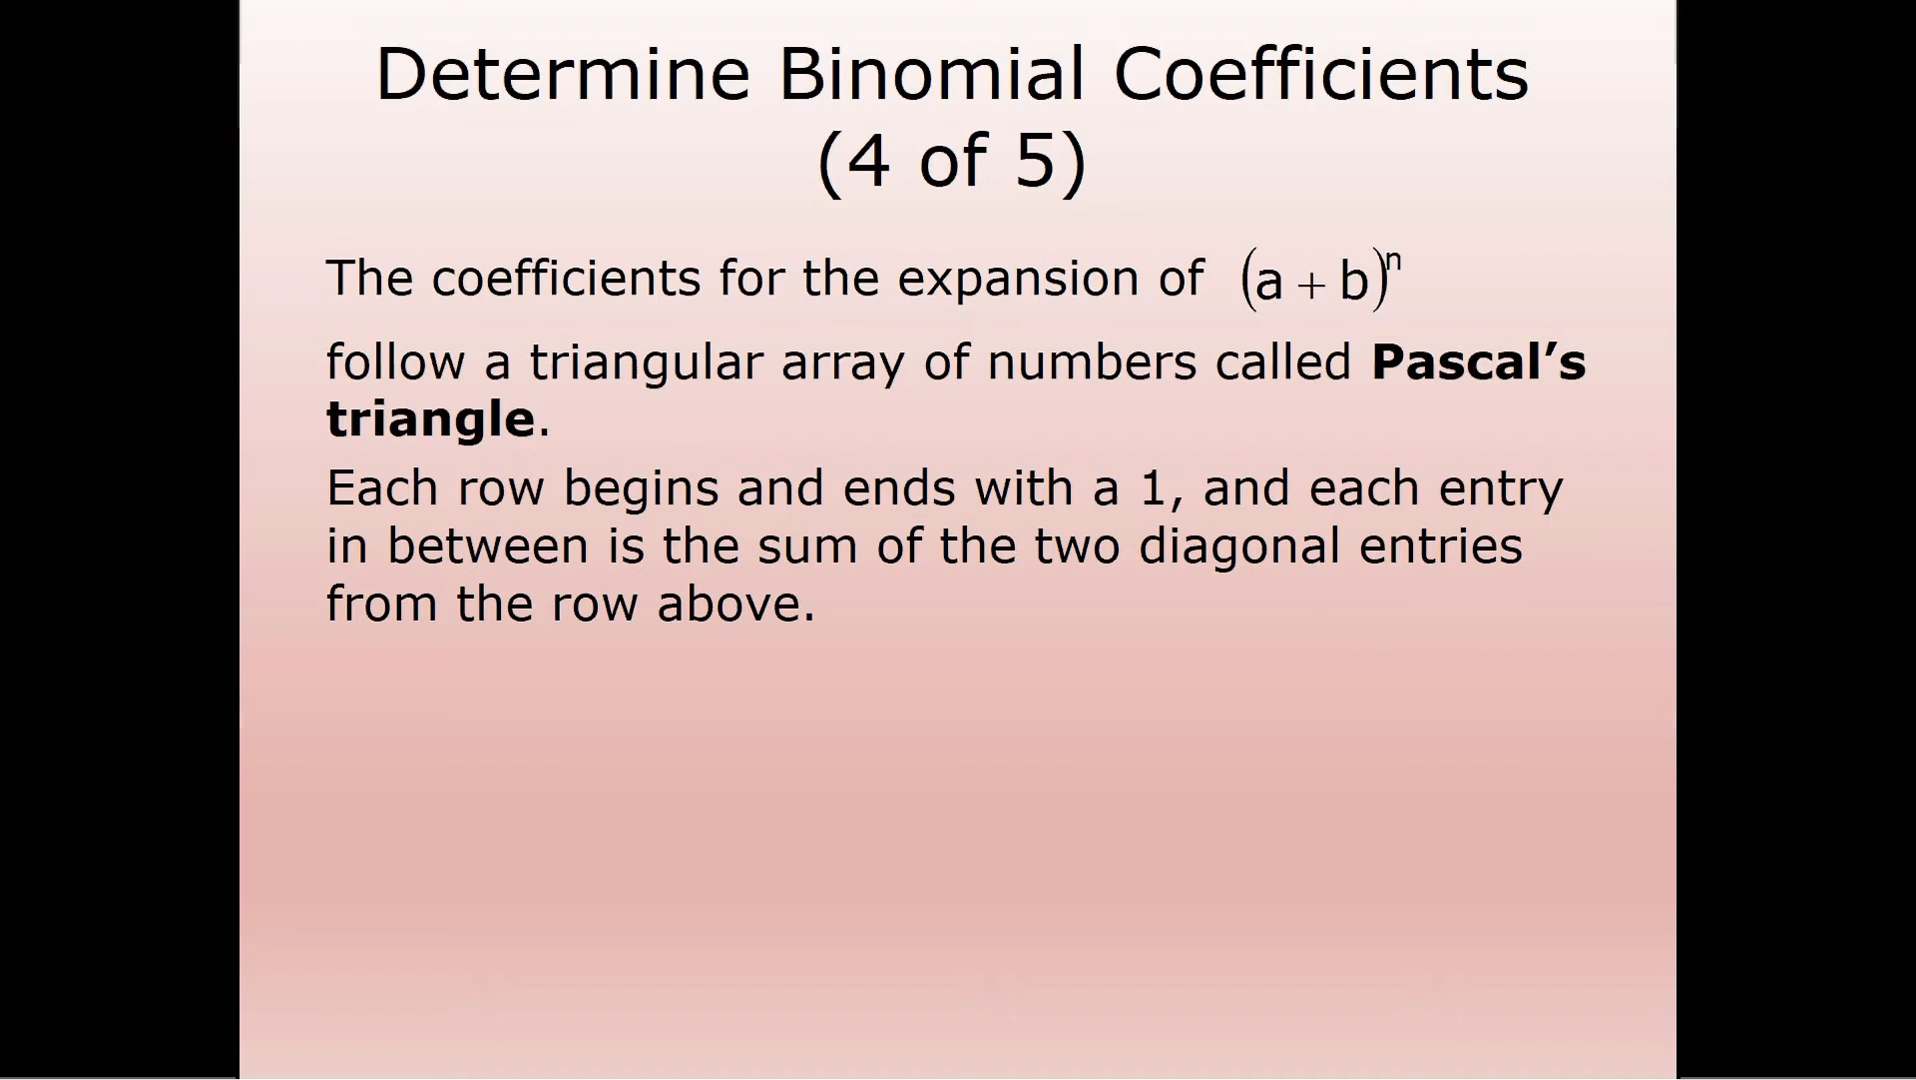 Determine Binomial Coefficients
(4 of 5)
The coefficients for the expansion of (a + b)ⁿ
follow a triangular array of numbers called Pascal’s
triangle.
Each row begins and ends with a 1, and each entry
in between is the sum of the two diagonal entries
from the row above.